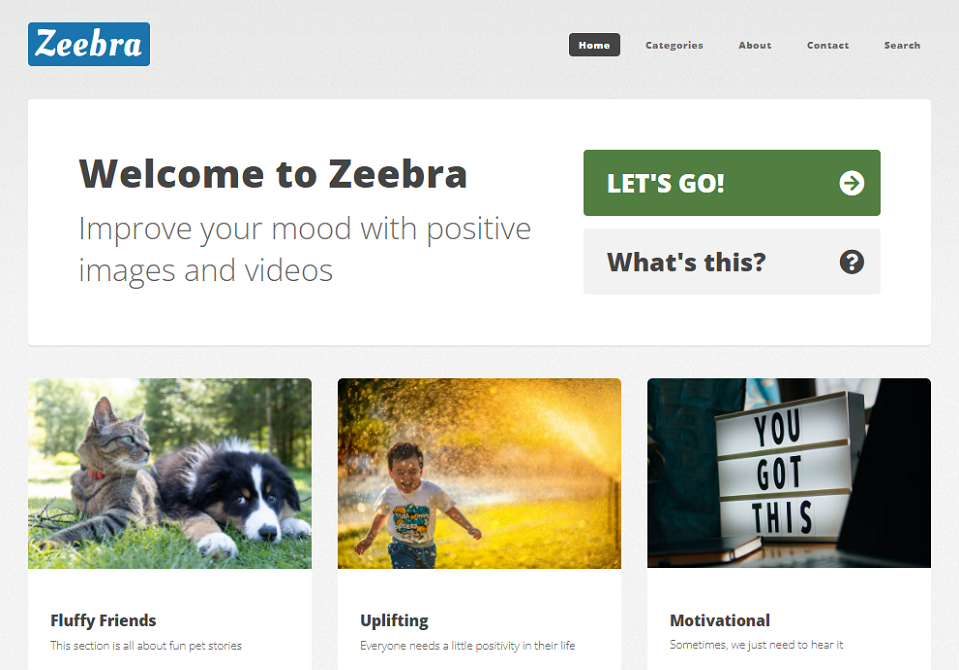 Zeebra
Home Categories About Contact Search
Welcome to Zeebra
Improve your mood with positive
images and videos
LET'S GO!
What's this?
YOU
GOT
THIS
Fluffy Friends
This section is all about fun pet stories
Uplifting
Everyone needs a little positivity in their life
Motivational
Sometimes, we just need to hear it